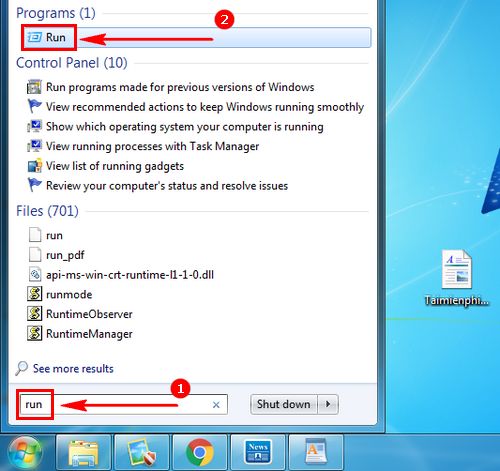 Programs (1)
Run
2
Control Panel (10)
Run programs made for previous versions of Windows
View recommended actions to keep Windows running smoothly
Show which operating system your computer is running
View running processes with Task Manager
View list of running gadgets
Review your computer's status and resolve issues
Files (701)
run
run_pdf
api-ms-win-crt-runtime-l1-1-0.dll
runmode
RuntimeObserver
RuntimeManager
See more results
1
run
Shut down
Taimienphi...
News